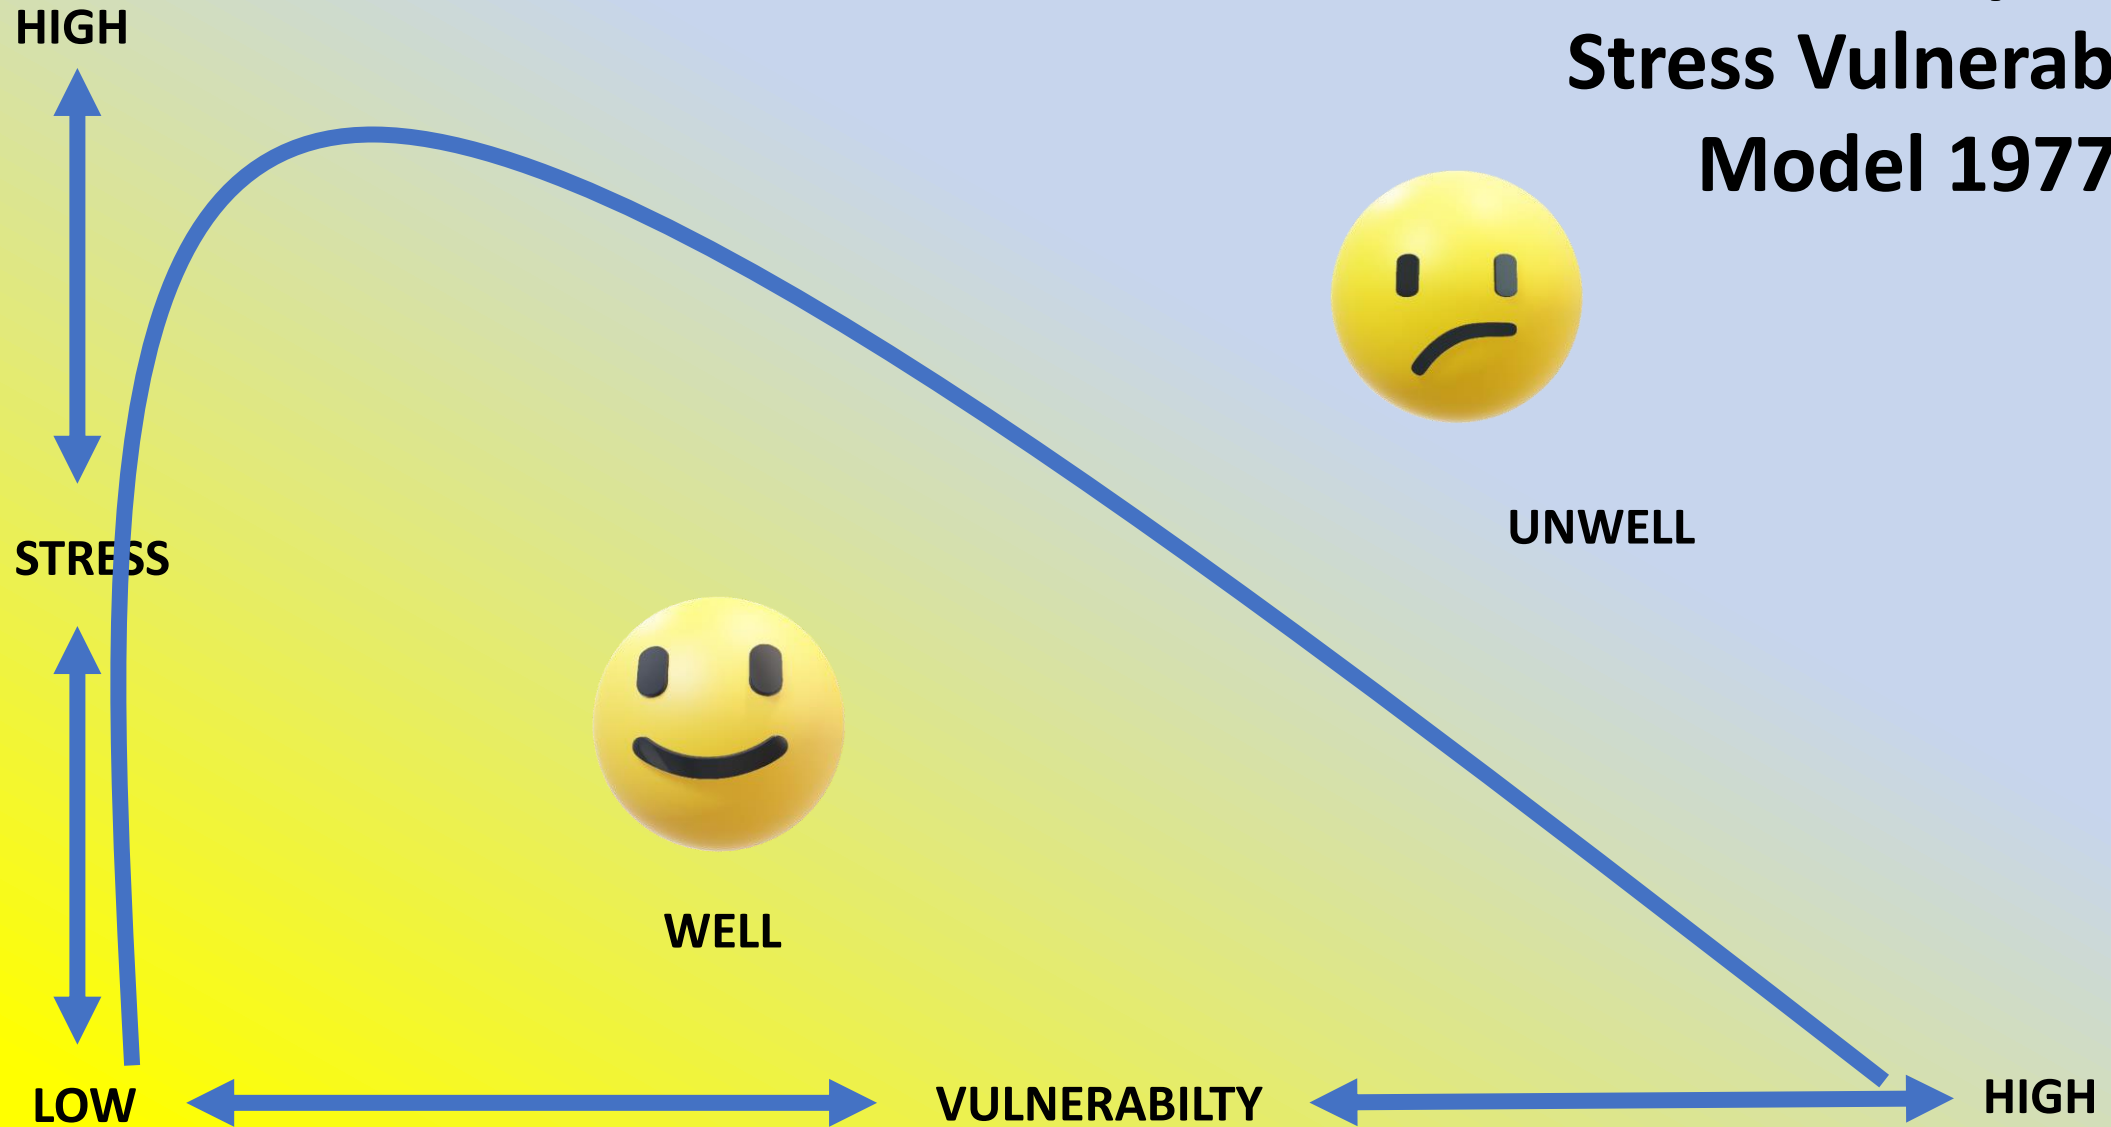 HIGH
Stress Vulnerab
Model 1977
STRESS
UNWELL
WELL
LOW
VULNERABILTY
HIGH